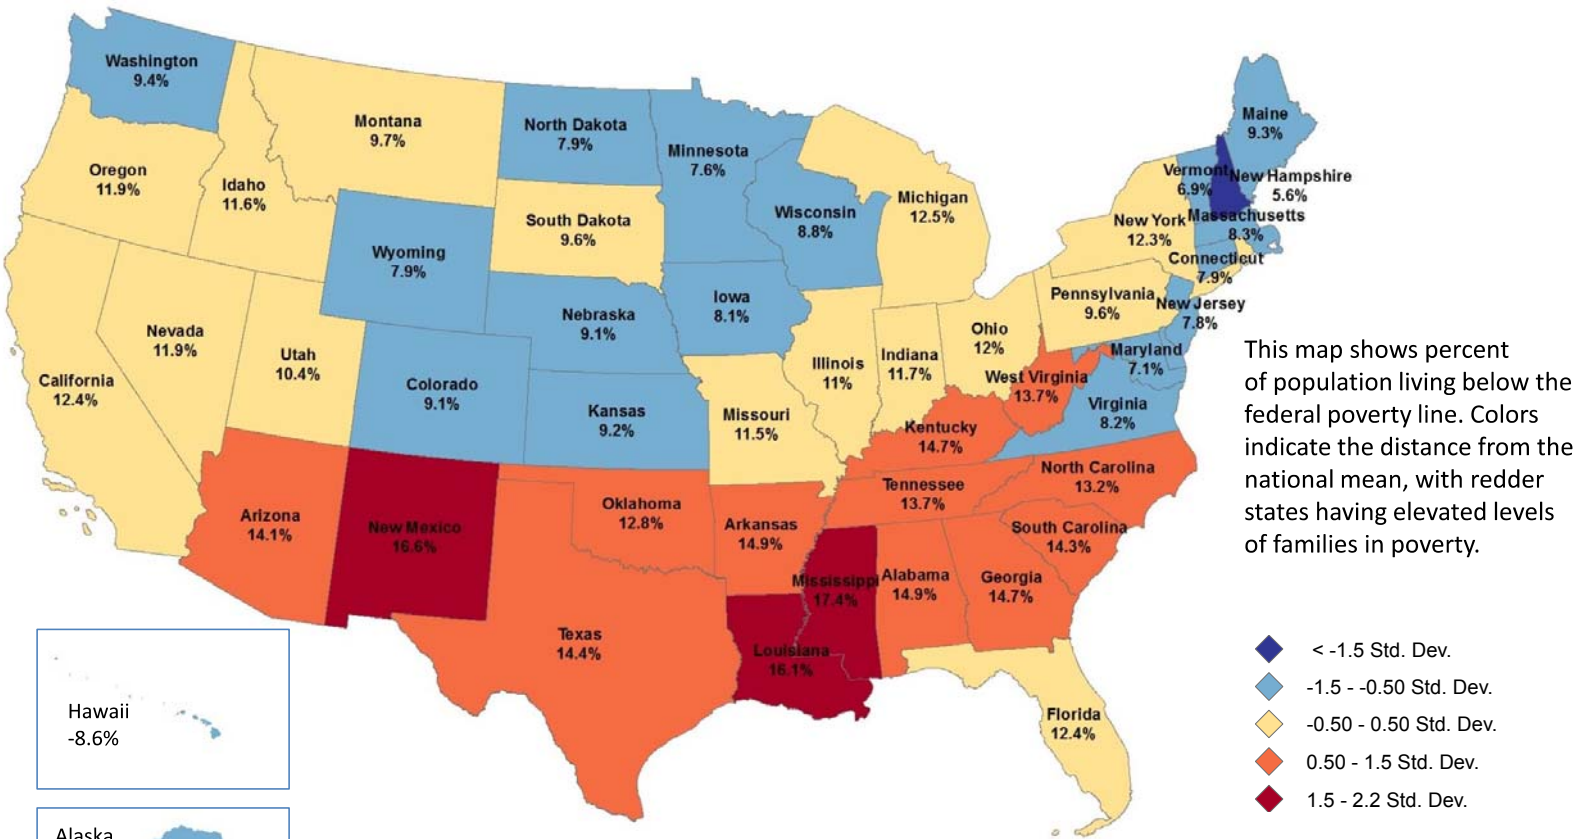 Washington
9.4%
Montana
9.7%
North Dakota
7.9%
Minnesota
7.6%
Maine
9.3%
Oregon
11.9%
Idaho
11.6%
Wyoming
7.9%
South Dakota
9.6%
Wisconsin
8.8%
Michigan
12.5%
Vermont
6.9%
New Hampshire
5.6%
New York
12.3%
Massachusetts
8.3%
Connecticut
7.9%
Pennsylvania
9.6%
New Jersey
7.8%
California
12.4%
Nevada
11.9%
Utah
10.4%
Colorado
9.1%
Nebraska
9.1%
Iowa
8.1%
Kansas
9.2%
Missouri
11.5%
Illinois
11%
Indiana
11.7%
Ohio
12%
West Virginia
13.7%
Maryland
7.1%
Virginia
8.2%
Kentucky
14.7%
Tennessee
13.7%
North Carolina
13.2%
South Carolina
14.3%
Arizona
14.1%
New Mexico
16.6%
Oklahoma
12.8%
Arkansas
14.9%
Texas
14.4%
Louisiana
16.1%
Mississippi
17.4%
Alabama
14.9%
Georgia
14.7%
Florida
12.4%
Hawaii
-8.6%
Alaska
This map shows percent
of population living below the
federal poverty line. Colors
indicate the distance from the
national mean, with redder
states having elevated levels
of families in poverty.
< -1.5 Std. Dev.
-1.5 - -0.50 Std. Dev.
-0.50 - 0.50 Std. Dev.
0.50 - 1.5 Std. Dev.
1.5 - 2.2 Std. Dev.